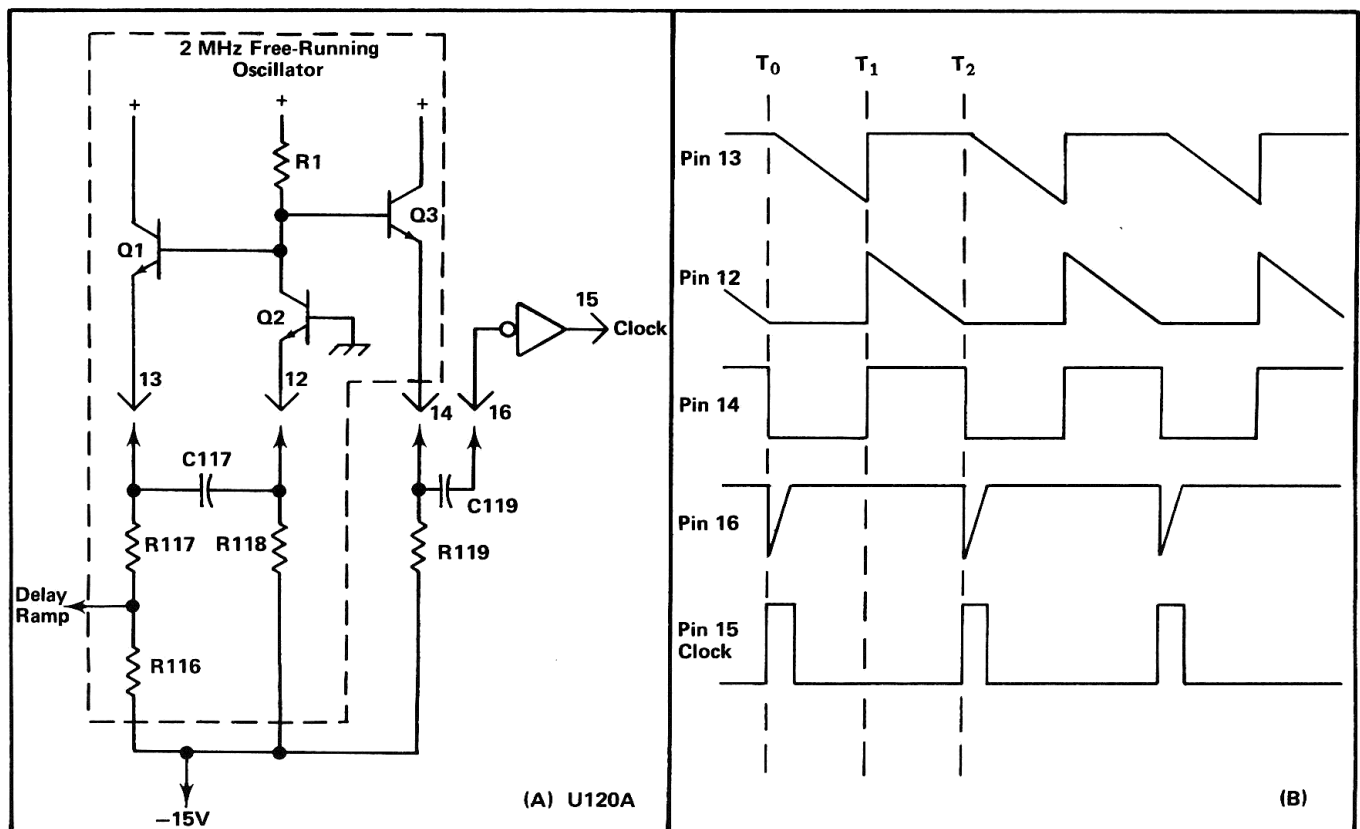 2 MHz Free-Running
Oscillator
+
+
+
R1
Q3
Q1
Q2
15
Clock
13
12
14
16
C117
C119
R117
R118
R119
Delay
Ramp
R116
−15V
(A) U120A
T0
T1
T2
Pin 13
Pin 12
Pin 14
Pin 16
Pin 15
Clock
(B)